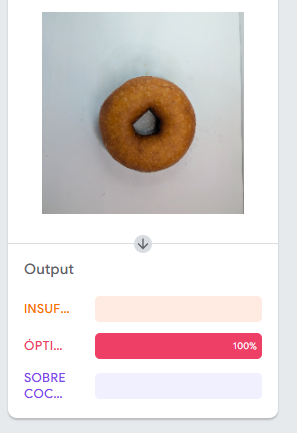 Output
INSUF...
ÓPTI...
100%
SOBRE
COC...